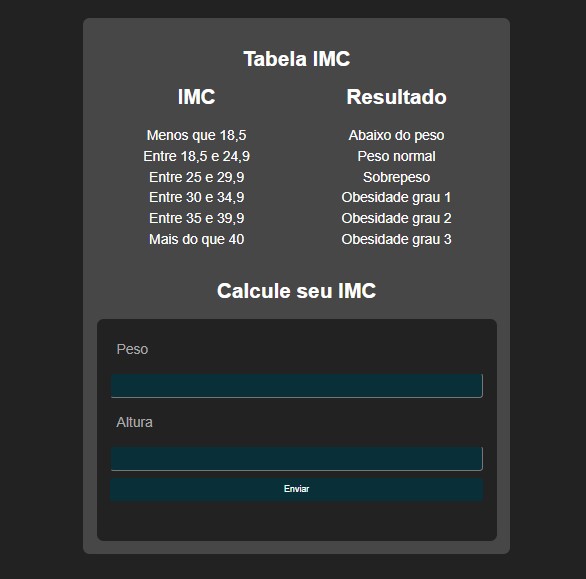 Tabela IMC
IMC Resultado
Menos que 18,5 Abaixo do peso
Entre 18,5 e 24,9 Peso normal
Entre 25 e 29,9 Sobrepeso
Entre 30 e 34,9 Obesidade grau 1
Entre 35 e 39,9 Obesidade grau 2
Mais do que 40 Obesidade grau 3
Calcule seu IMC
Peso
Altura
Enviar